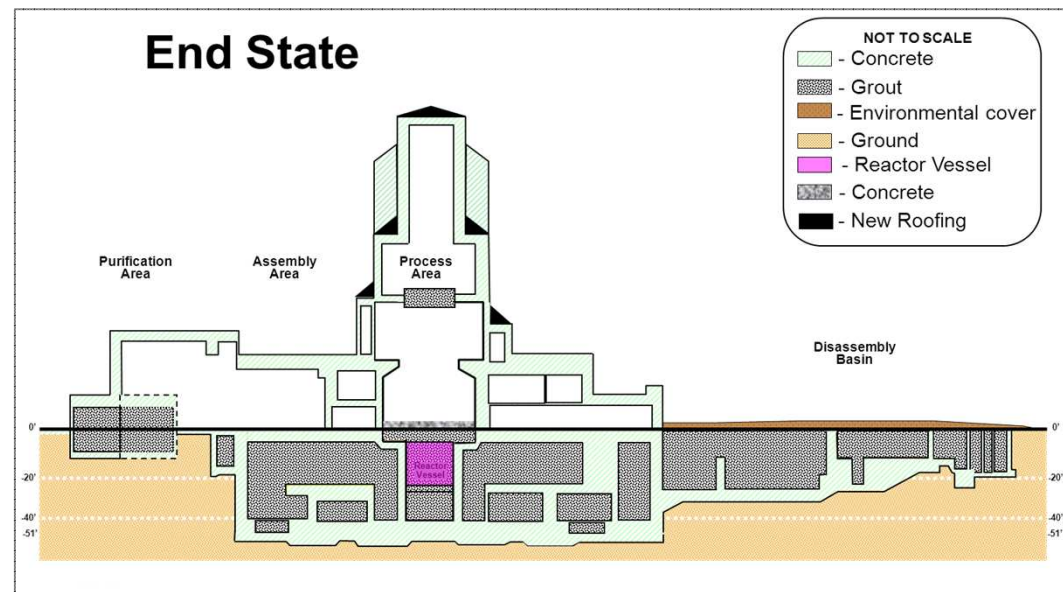 End State
NOT TO SCALE
- Concrete
- Grout
- Environmental cover
- Ground
- Reactor Vessel
- Concrete
- New Roofing
Purification
Area
Assembly
Area
Process
Area
Disassembly
Basin
0'
0'
Reactor
Vessel
-20'
-20'
-40'
-40'
-51'
-51'